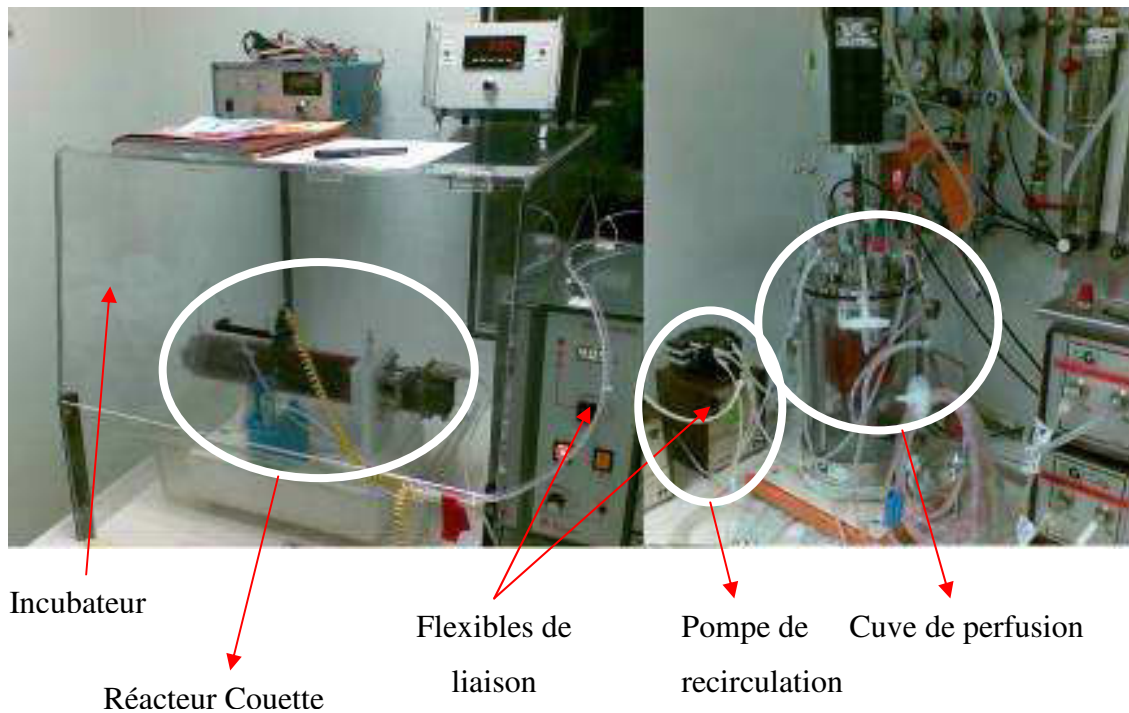 Incubateur
Réacteur Couette
Flexibles de
liaison
Pompe de
recirculation
Cuve de perfusion